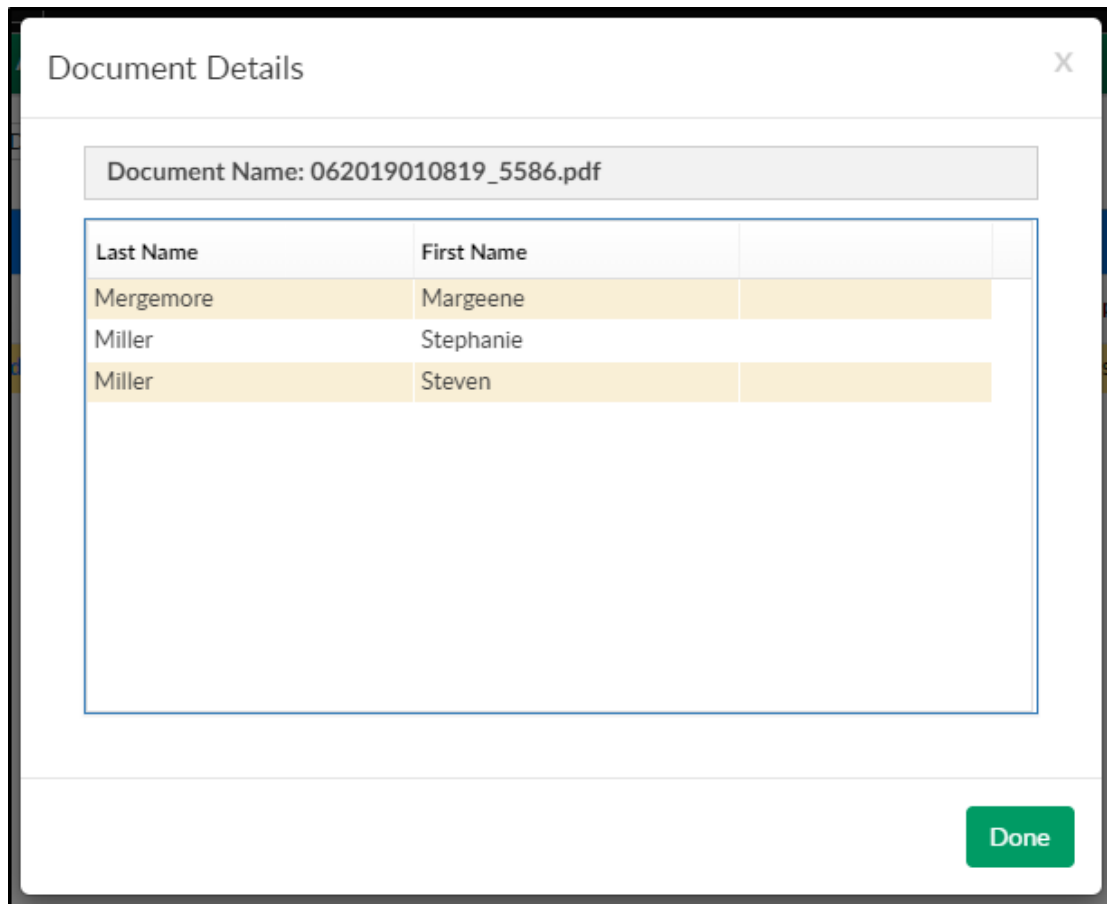 Document Details
X
Document Name: 062019010819_5586.pdf
Last Name First Name
Mergemore Margeene
Miller Stephanie
Miller Steven
Done